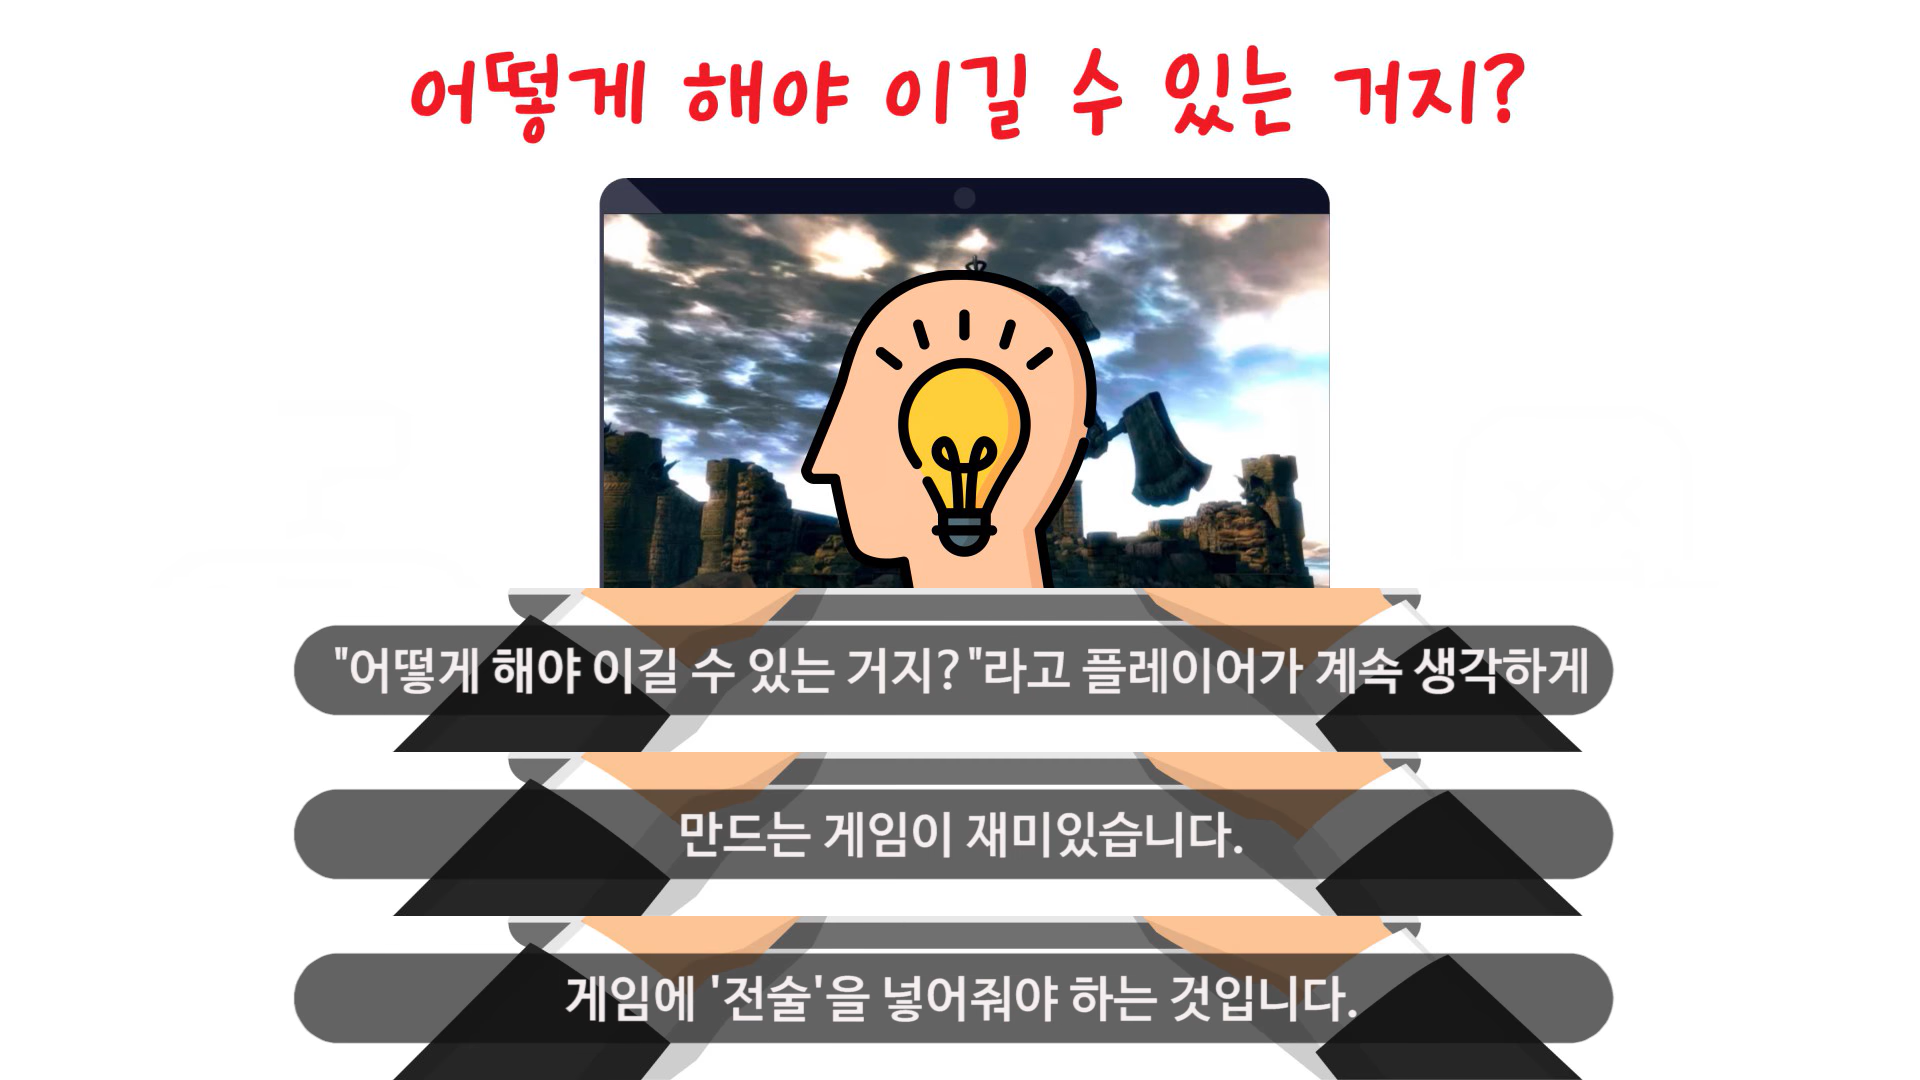 어떻게 해야 이길 수 있는 거지?
"어떻게 해야 이길 수 있는 거지?"라고 플레이어가 계속 생각하게
만드는 게임이 재미있습니다.
게임에 '전술'을 넣어줘야 하는 것입니다.